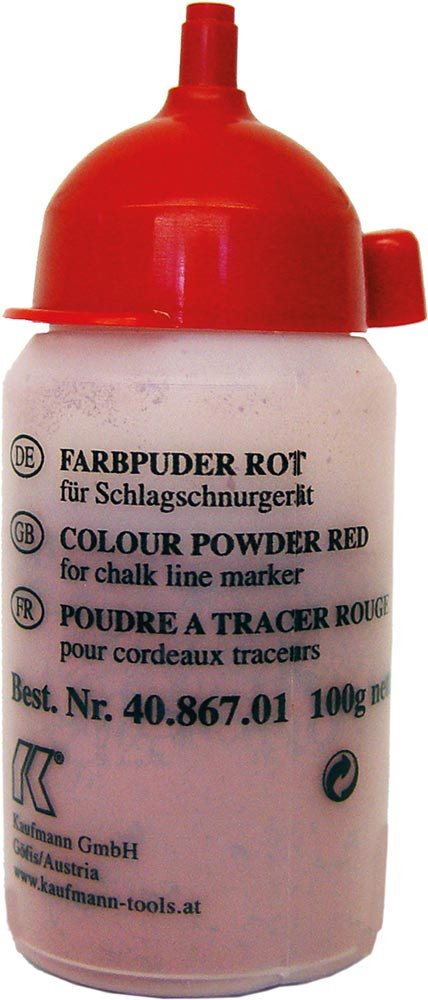 DE FARBPUDER ROT
für Schlagschnurgerät
GB COLOUR POWDER RED
for chalk line marker
FR POUDRE A TRACER ROUGE
pour cordeaux traceurs
Best. Nr. 40.867.01 100g
K®
Kaufmann GmbH
Göfis/Austria
www.kaufmann-tools.at